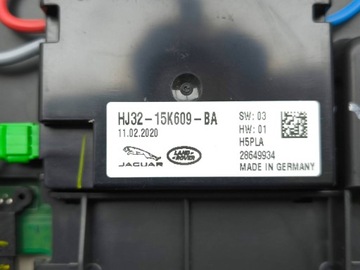 HJ32-15K609-BA
11.02.2020
SW: 03
HW: 01
H5PLA
28649934
MADE IN GERMANY
JAGUAR
LAND-
ROVER